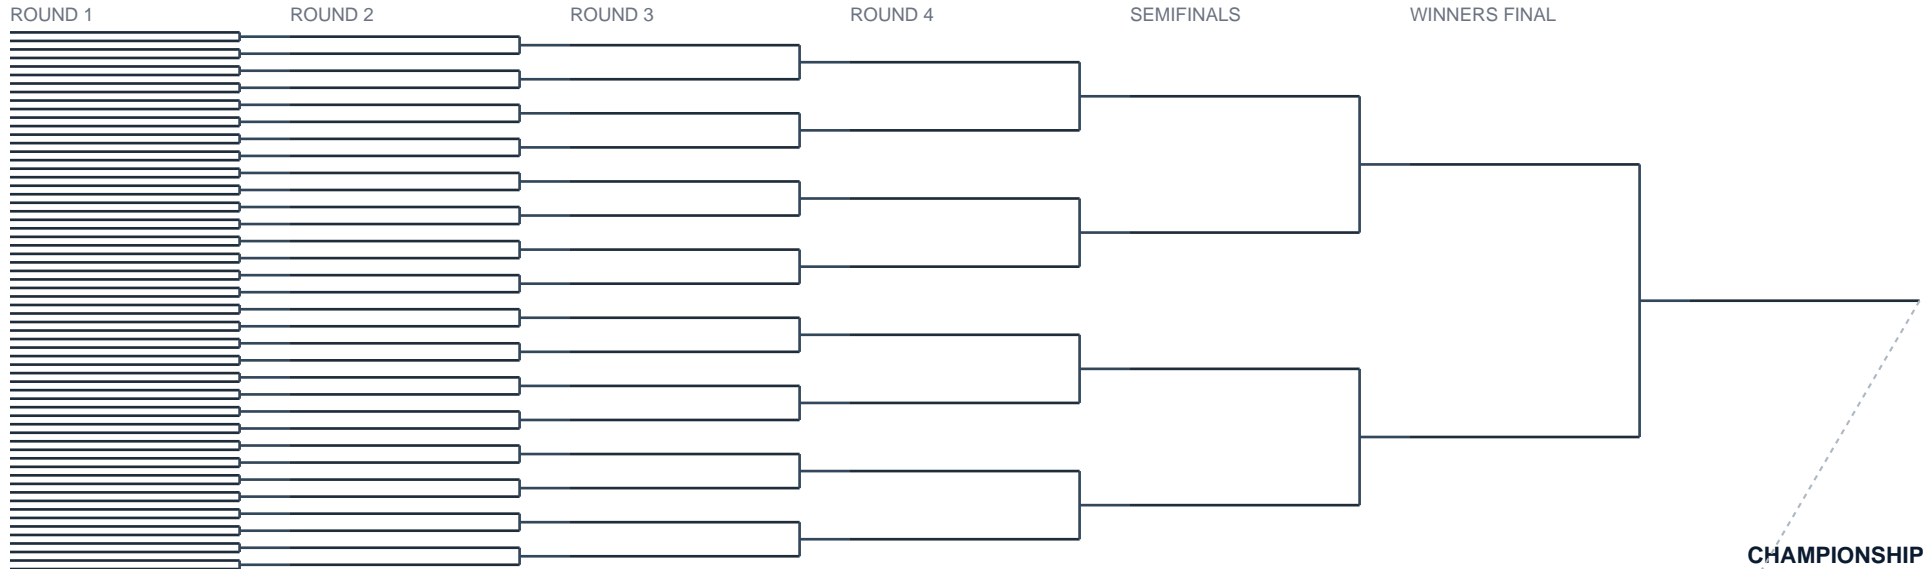 ROUND 1
ROUND 2
ROUND 3
ROUND 4
SEMIFINALS
WINNERS FINAL
CHAMPIONSHIP